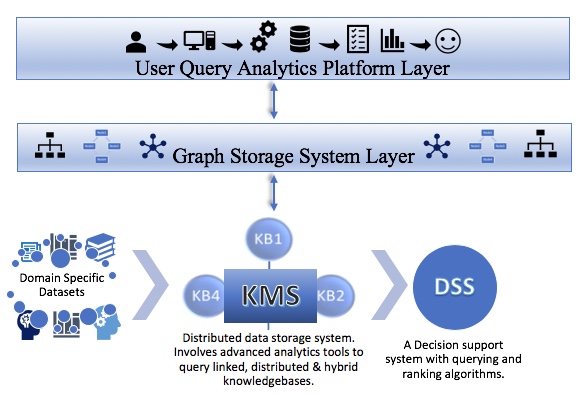 User Query Analytics Platform Layer
Graph Storage System Layer
KB1
KB4
KMS
KB2
Domain Specific
Datasets
Distributed data storage system.
Involves advanced analytics tools to
query linked, distributed & hybrid
knowledgebases.
DSS
A Decision support
system with querying and
ranking algorithms.